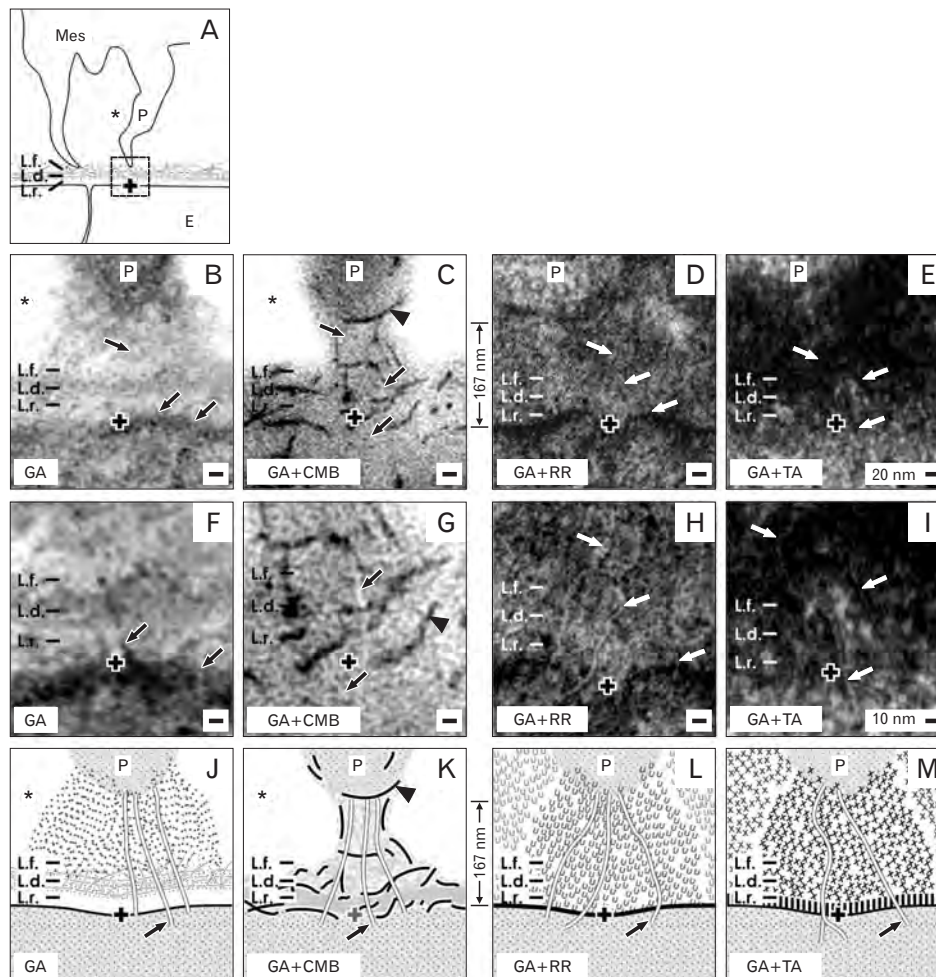 A
Mes
*
P
L.f.
L.d.
L.r.
+
E
B
P
*
L.f.
L.d.
L.r.
+
GA
C
P
*
L.f.
L.d.
L.r.
+
GA+CMB
167 nm
D
P
L.f.
L.d.
L.r.
+
GA+RR
E
P
L.f.
L.d.
L.r.
+
GA+TA
20 nm
F
L.f.
L.d.
L.r.
+
GA
G
L.f.
L.d.
L.r.
+
GA+CMB
H
L.f.
L.d.
L.r.
+
GA+RR
I
L.f.
L.d.
L.r.
+
GA+TA
10 nm
J
P
*
L.f.
L.d.
L.r.
+
GA
K
P
*
L.f.
L.d.
L.r.
+
GA+CMB
167 nm
L
P
L.f.
L.d.
L.r.
+
GA+RR
M
P
L.f.
L.d.
L.r.
+
GA+TA